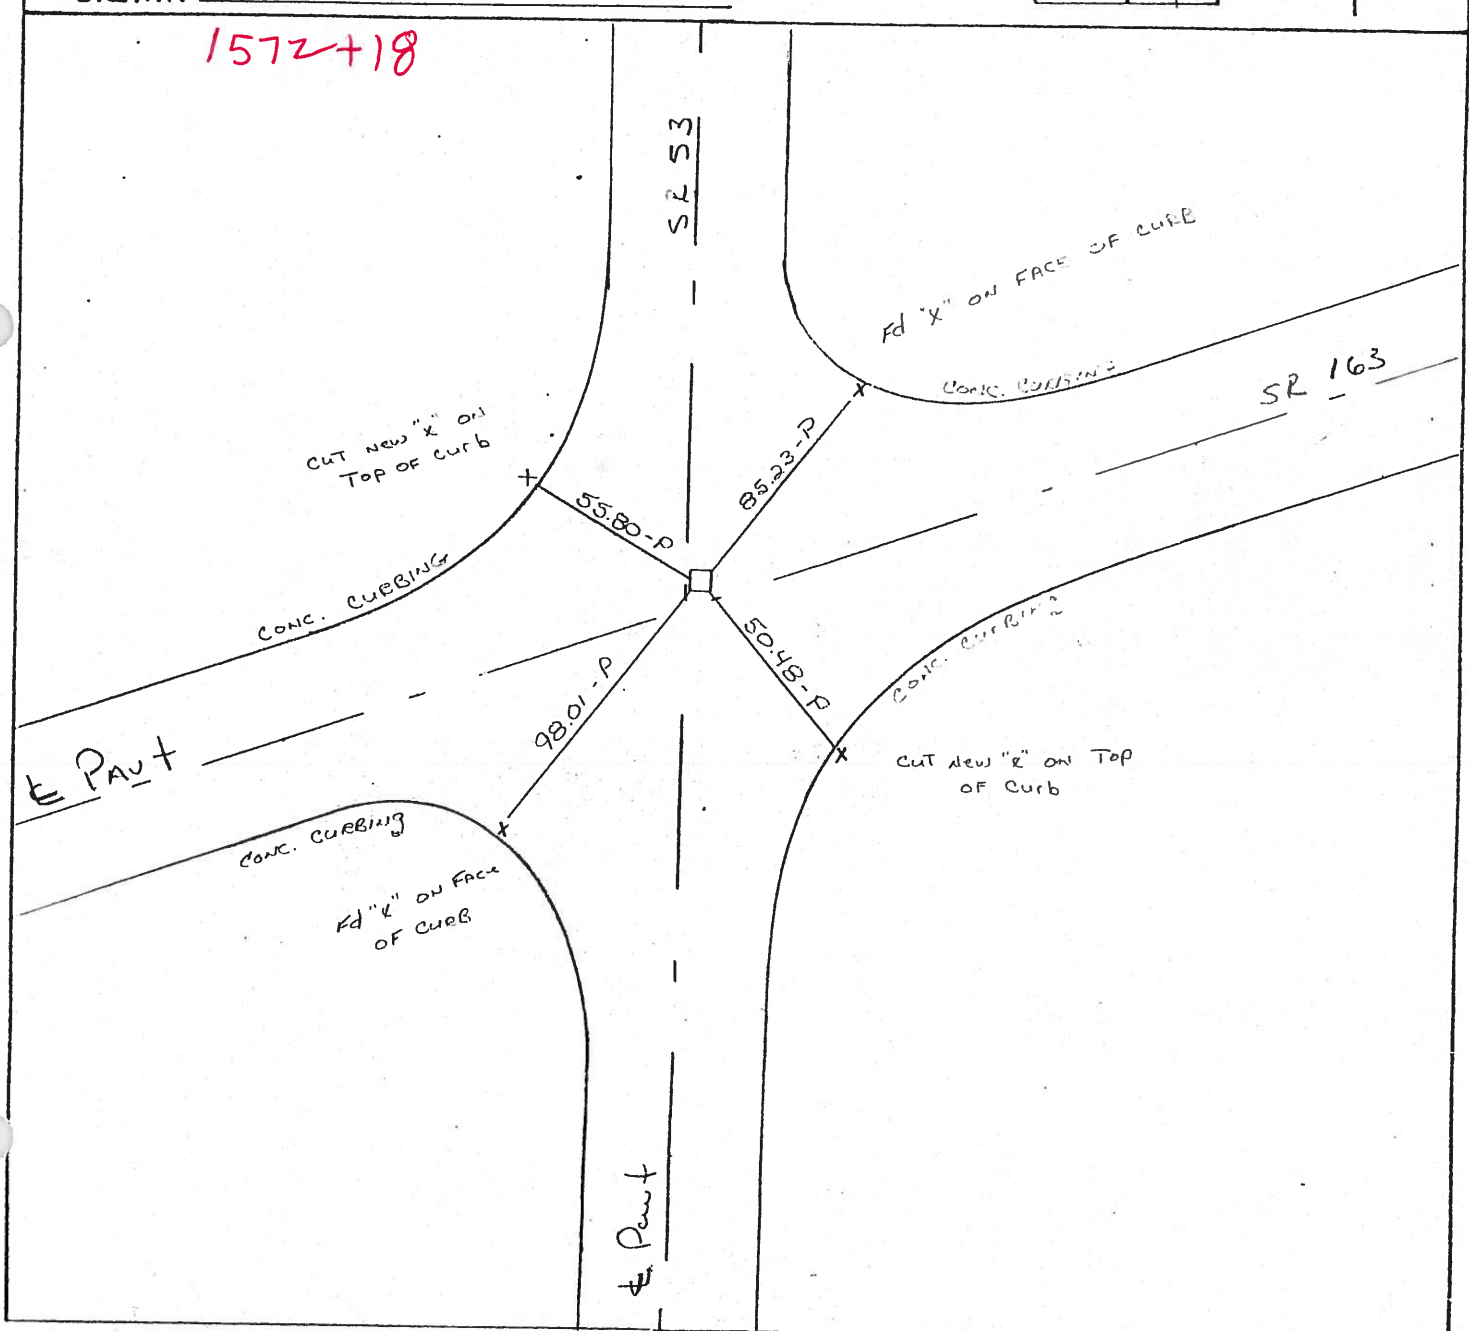 1572+18
SR 53
Fd "X" ON FACE OF CURB
CONC. CURBING
SR 163
CUT New "X" ON
TOP OF Curb
55.80-P
85.23-P
CONC. CURBING
50.48-P
98.01-P
CONC. CURBING
℄ PAVT
CUT New "X" ON TOP
OF Curb
CONC. CURBING
Fd "X" ON FACE
OF CURB
℄ Pavt